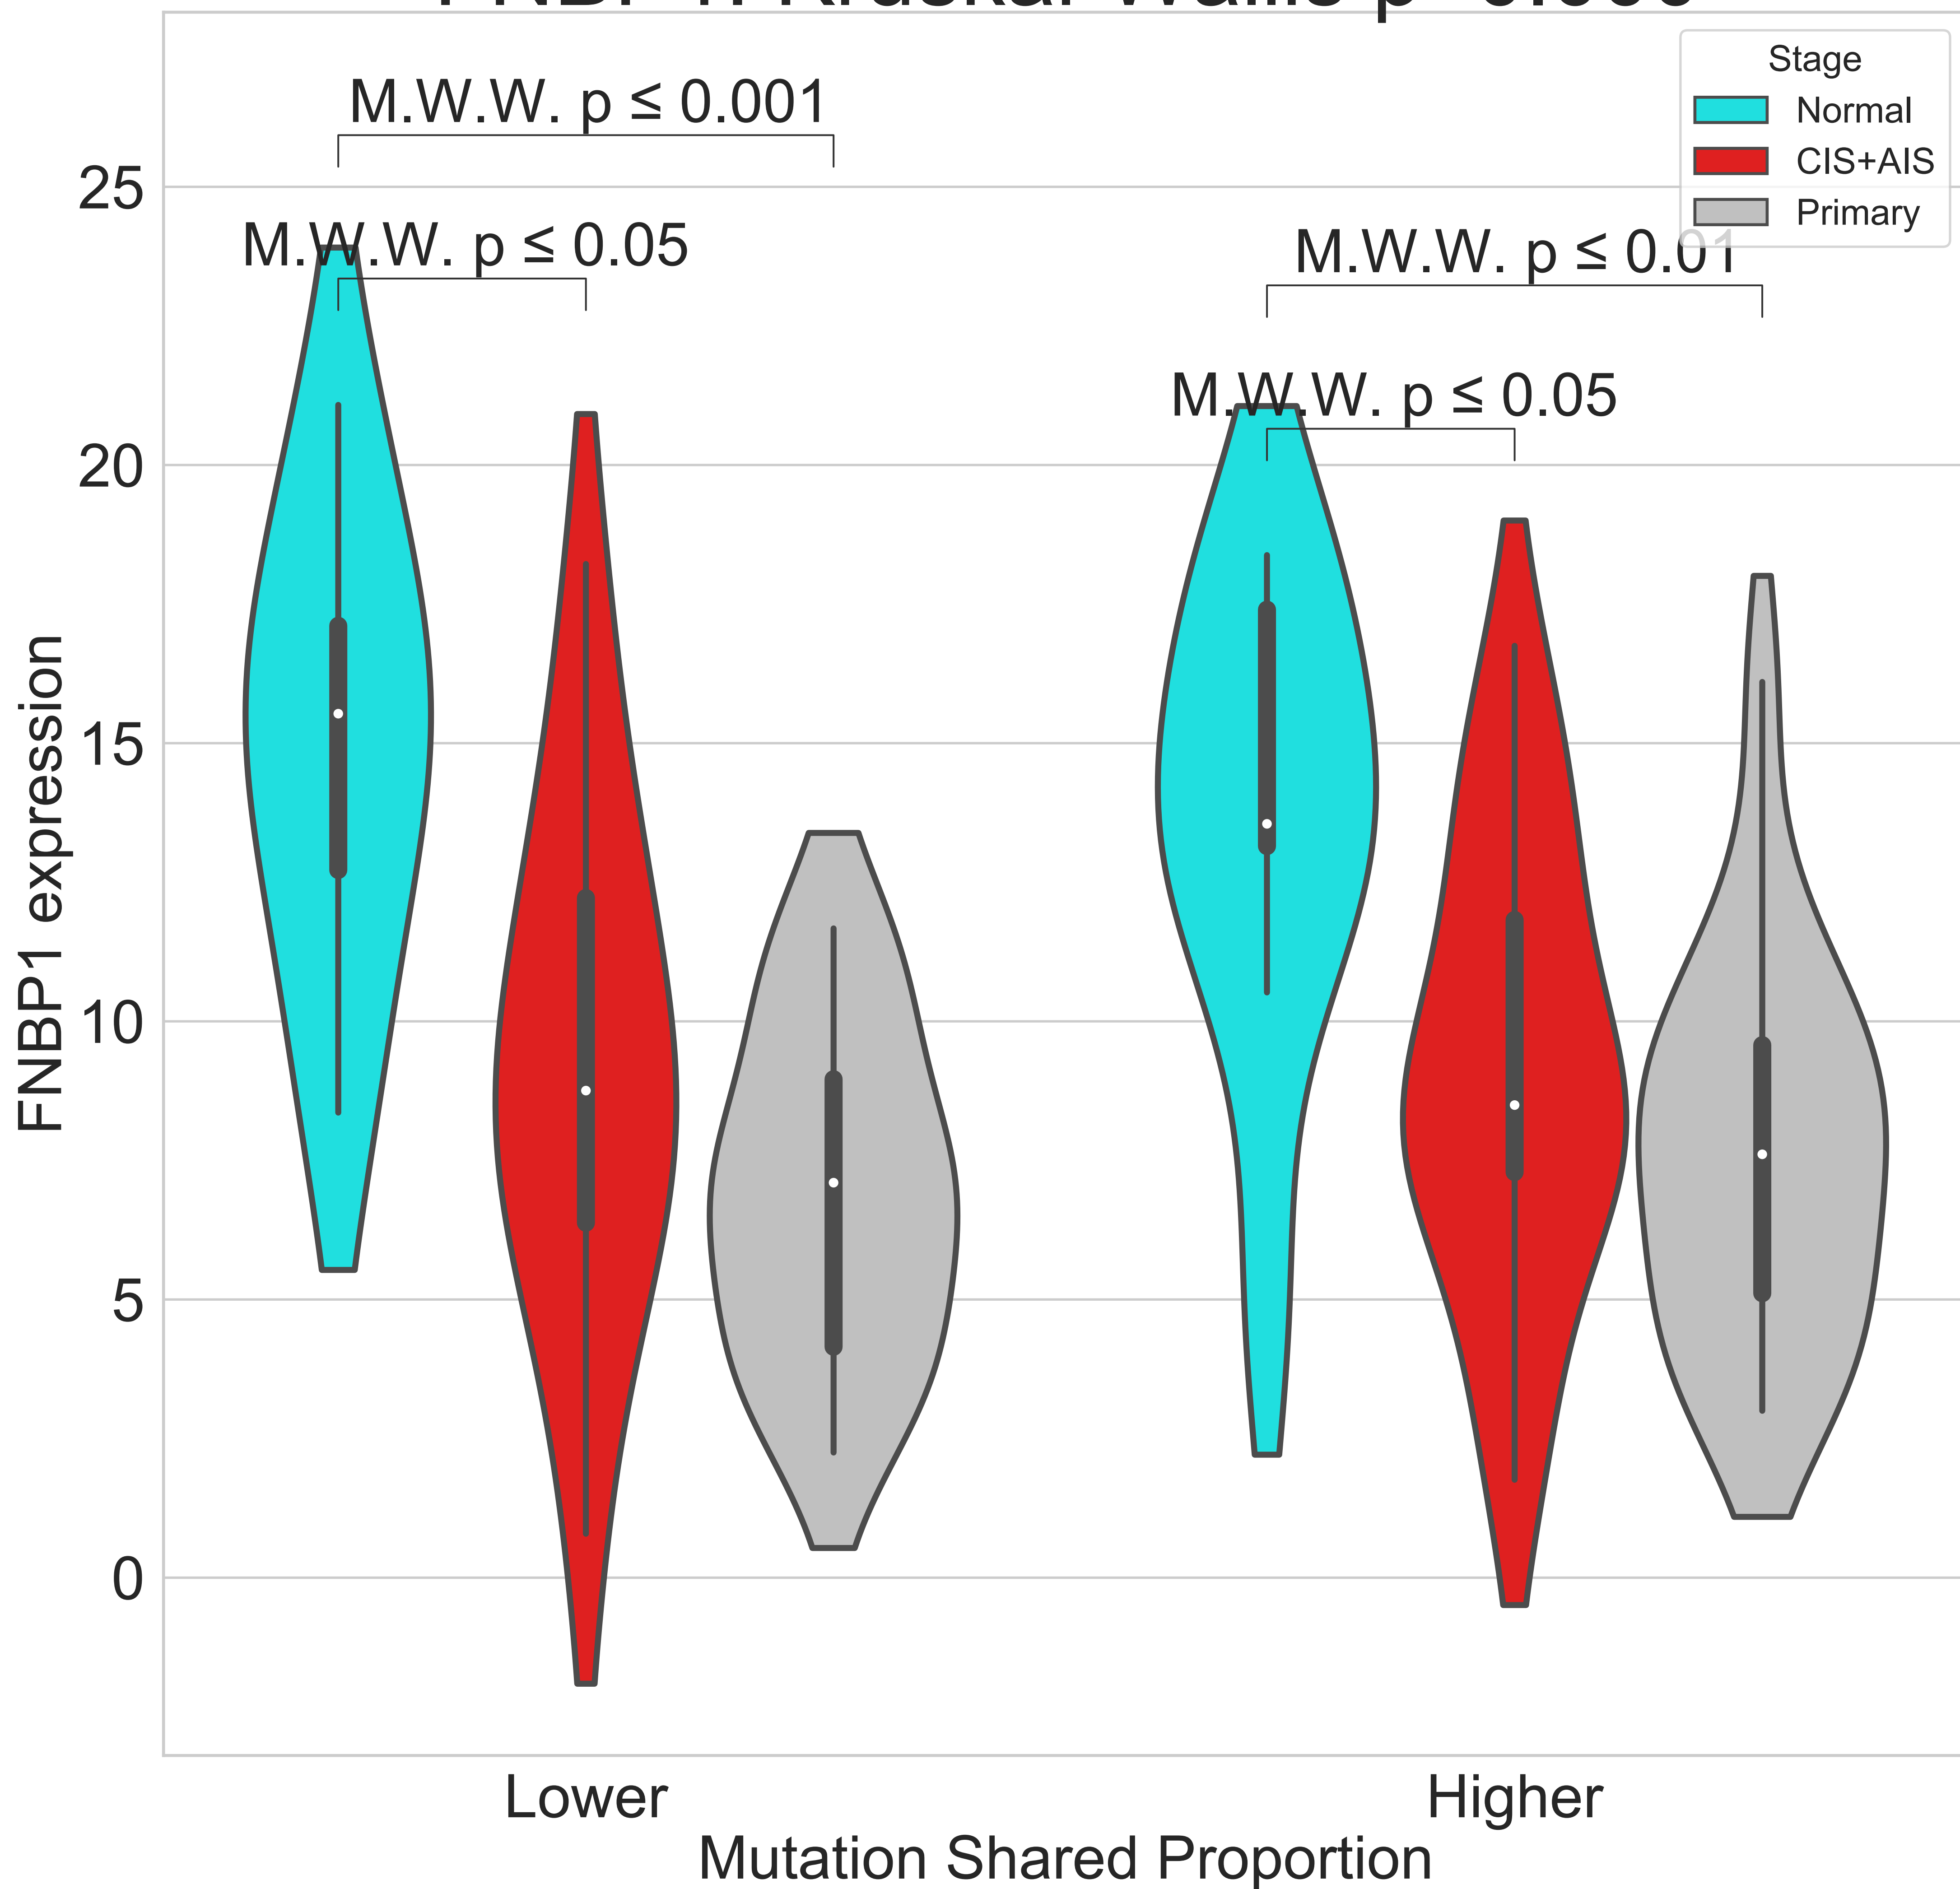 M.W.W. p ≤ 0.001
Stage
Normal
CIS+AIS
Primary
M.W.W. p ≤ 0.05
M.W.W. p ≤ 0.01
M.W.W. p ≤ 0.05
25
20
15
10
5
0
FNBP1 expression
Lower
Higher
Mutation Shared Proportion